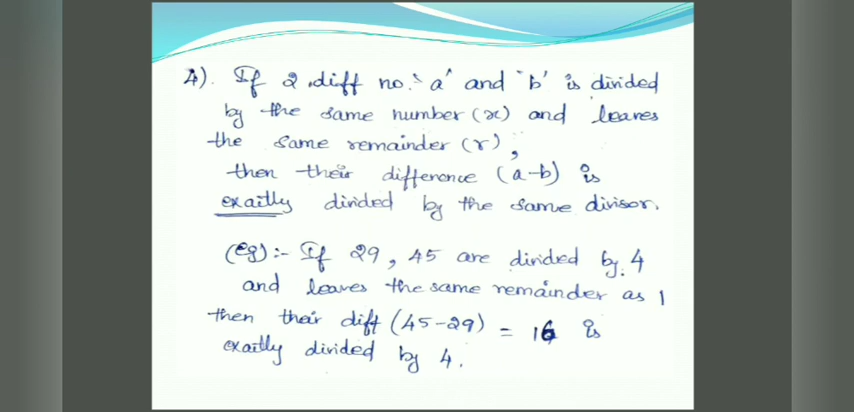 4). If 2 diff no. 'a' and 'b' is divided
by the same number (x) and leaves
the same remainder (r),
then their difference (a-b) is
exactly divided by the same divisor.
(eg) :- If 29, 45 are divided by 4
and leaves the same remainder as 1
then their diff (45-29) = 16 is
exactly divided by 4.